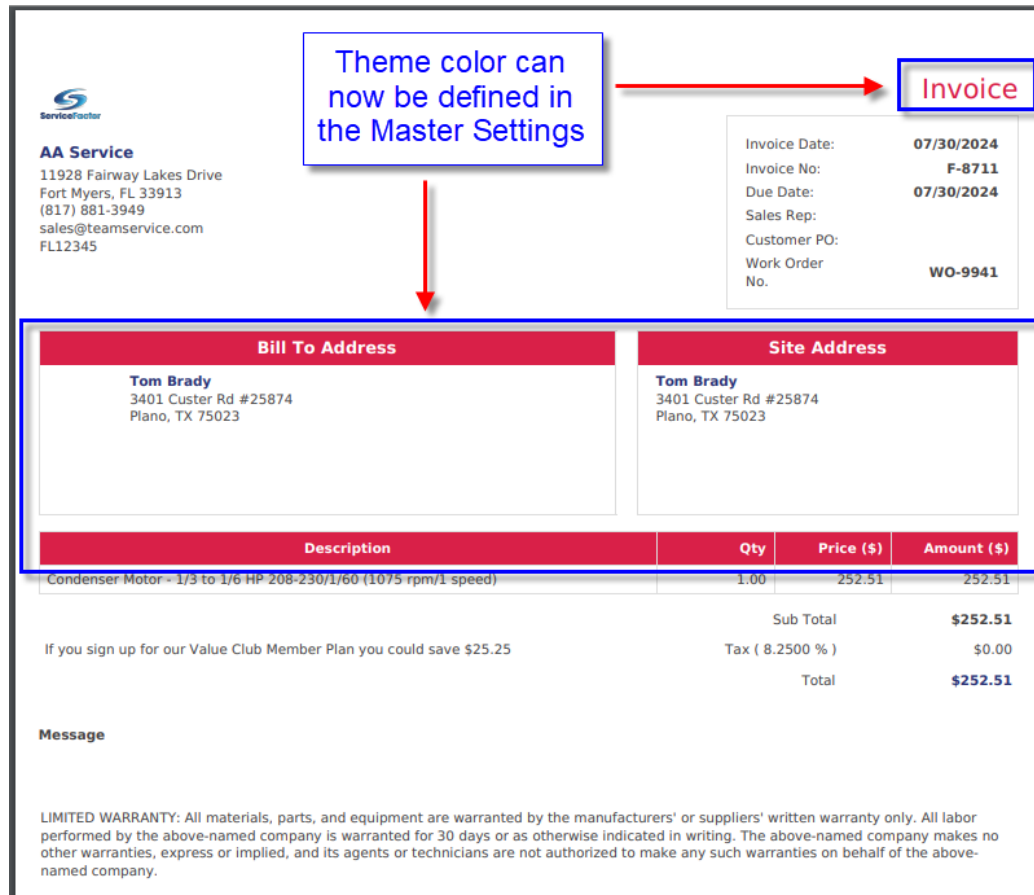 Theme color can
now be defined in
the Master Settings
Invoice
ServiceFactor
AA Service
11928 Fairway Lakes Drive
Fort Myers, FL 33913
(817) 881-3949
sales@teamservice.com
FL12345
Invoice Date: 07/30/2024
Invoice No: F-8711
Due Date: 07/30/2024
Sales Rep:
Customer PO:
Work Order
No. WO-9941
Bill To Address
Tom Brady
3401 Custer Rd #25874
Plano, TX 75023
Site Address
Tom Brady
3401 Custer Rd #25874
Plano, TX 75023
Description Qty Price ($) Amount ($)
Condenser Motor - 1/3 to 1/6 HP 208-230/1/60 (1075 rpm/1 speed) 1.00 252.51 252.51
Sub Total $252.51
If you sign up for our Value Club Member Plan you could save $25.25 Tax ( 8.2500 % ) $0.00
Total $252.51
Message
LIMITED WARRANTY: All materials, parts, and equipment are warranted by the manufacturers' or suppliers' written warranty only. All labor
performed by the above-named company is warranted for 30 days or as otherwise indicated in writing. The above-named company makes no
other warranties, express or implied, and its agents or technicians are not authorized to make any such warranties on behalf of the above-
named company.